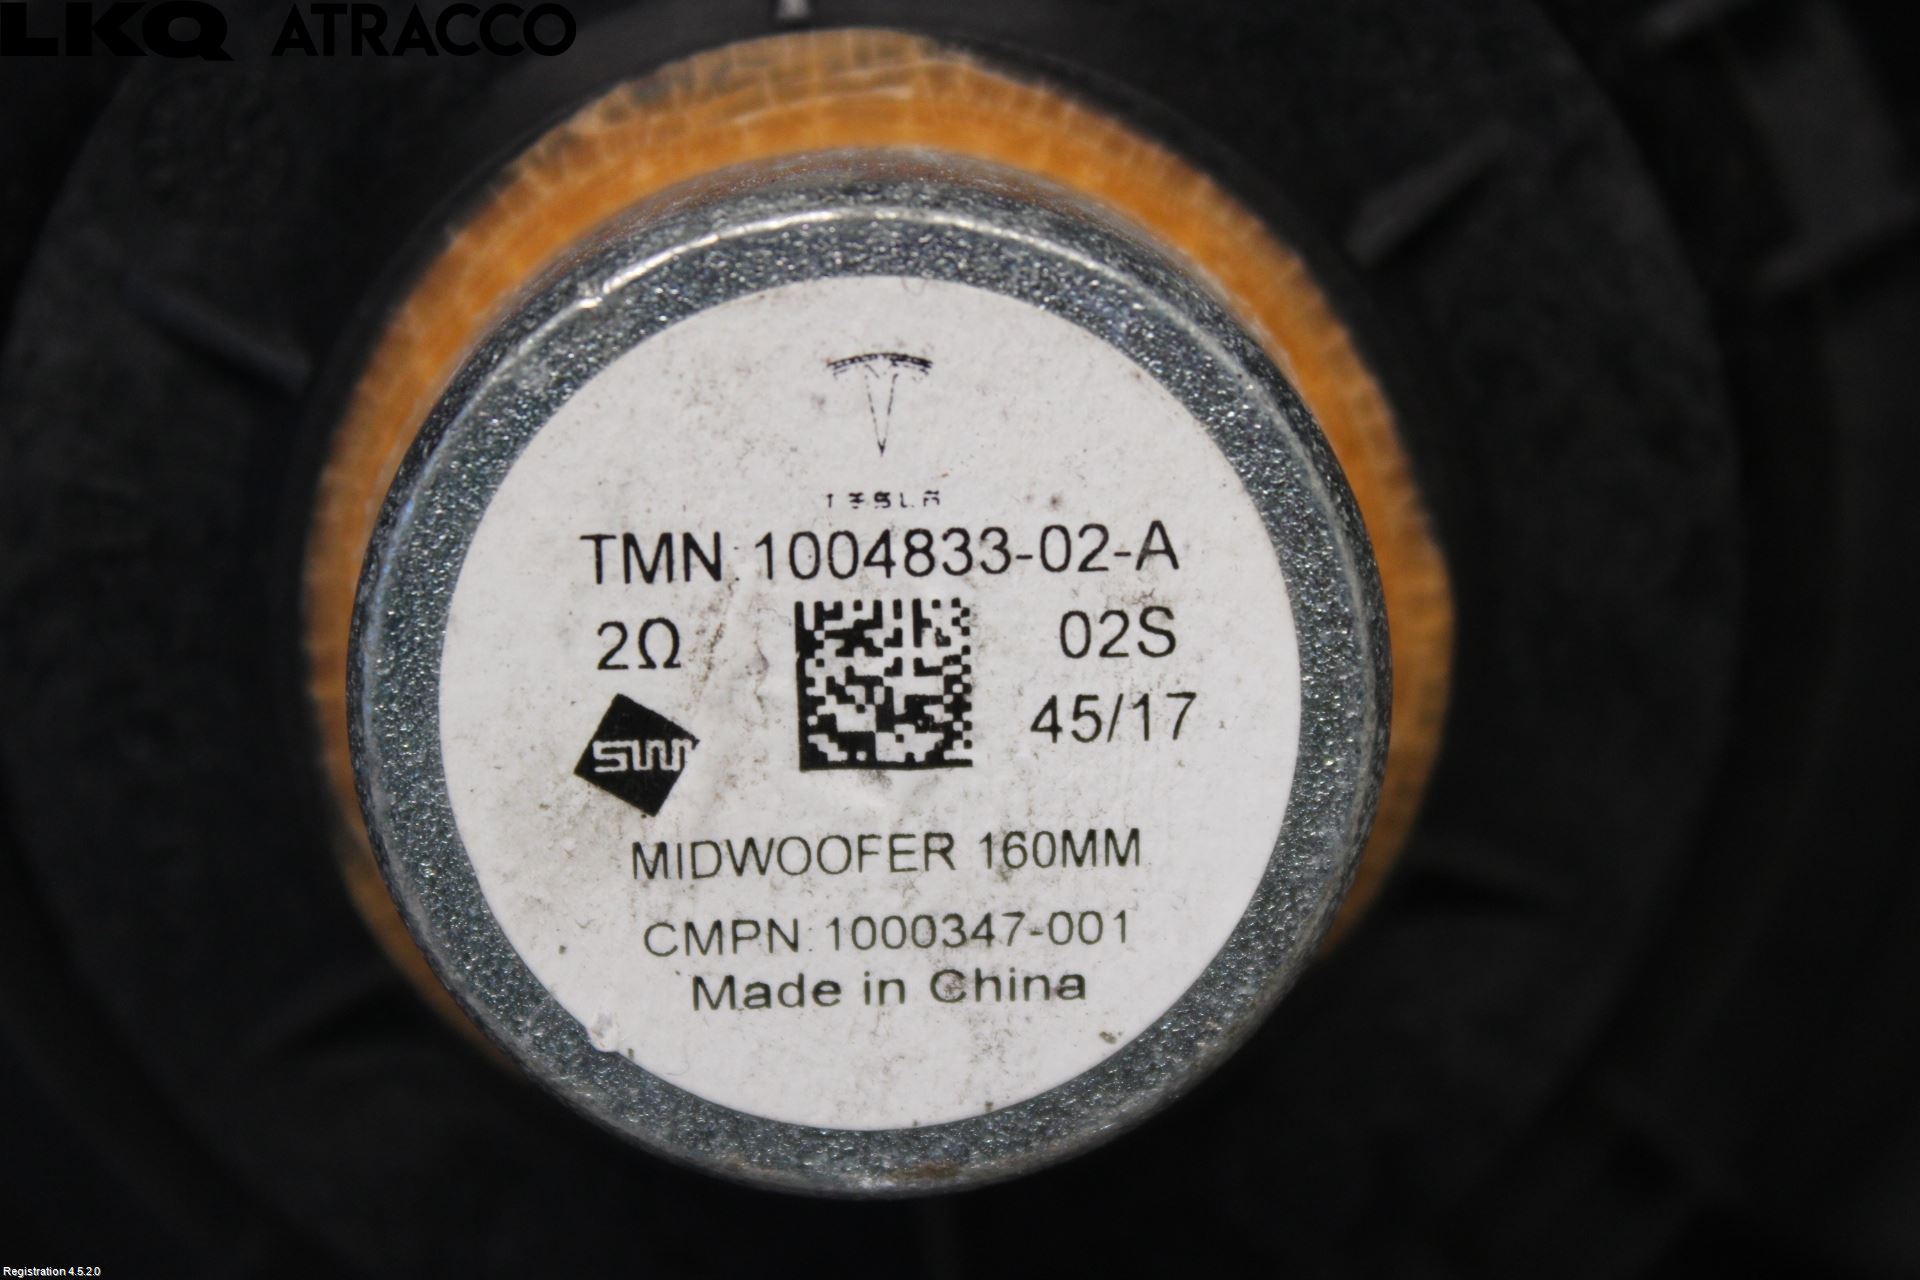 LKQ ATRACCO
TESLA
TMN:1004833-02-A
2Ω
02S
SW
45/17
MIDWOOFER 160MM
CMPN:1000347-001
Made in China
Registration 4.5.2.0